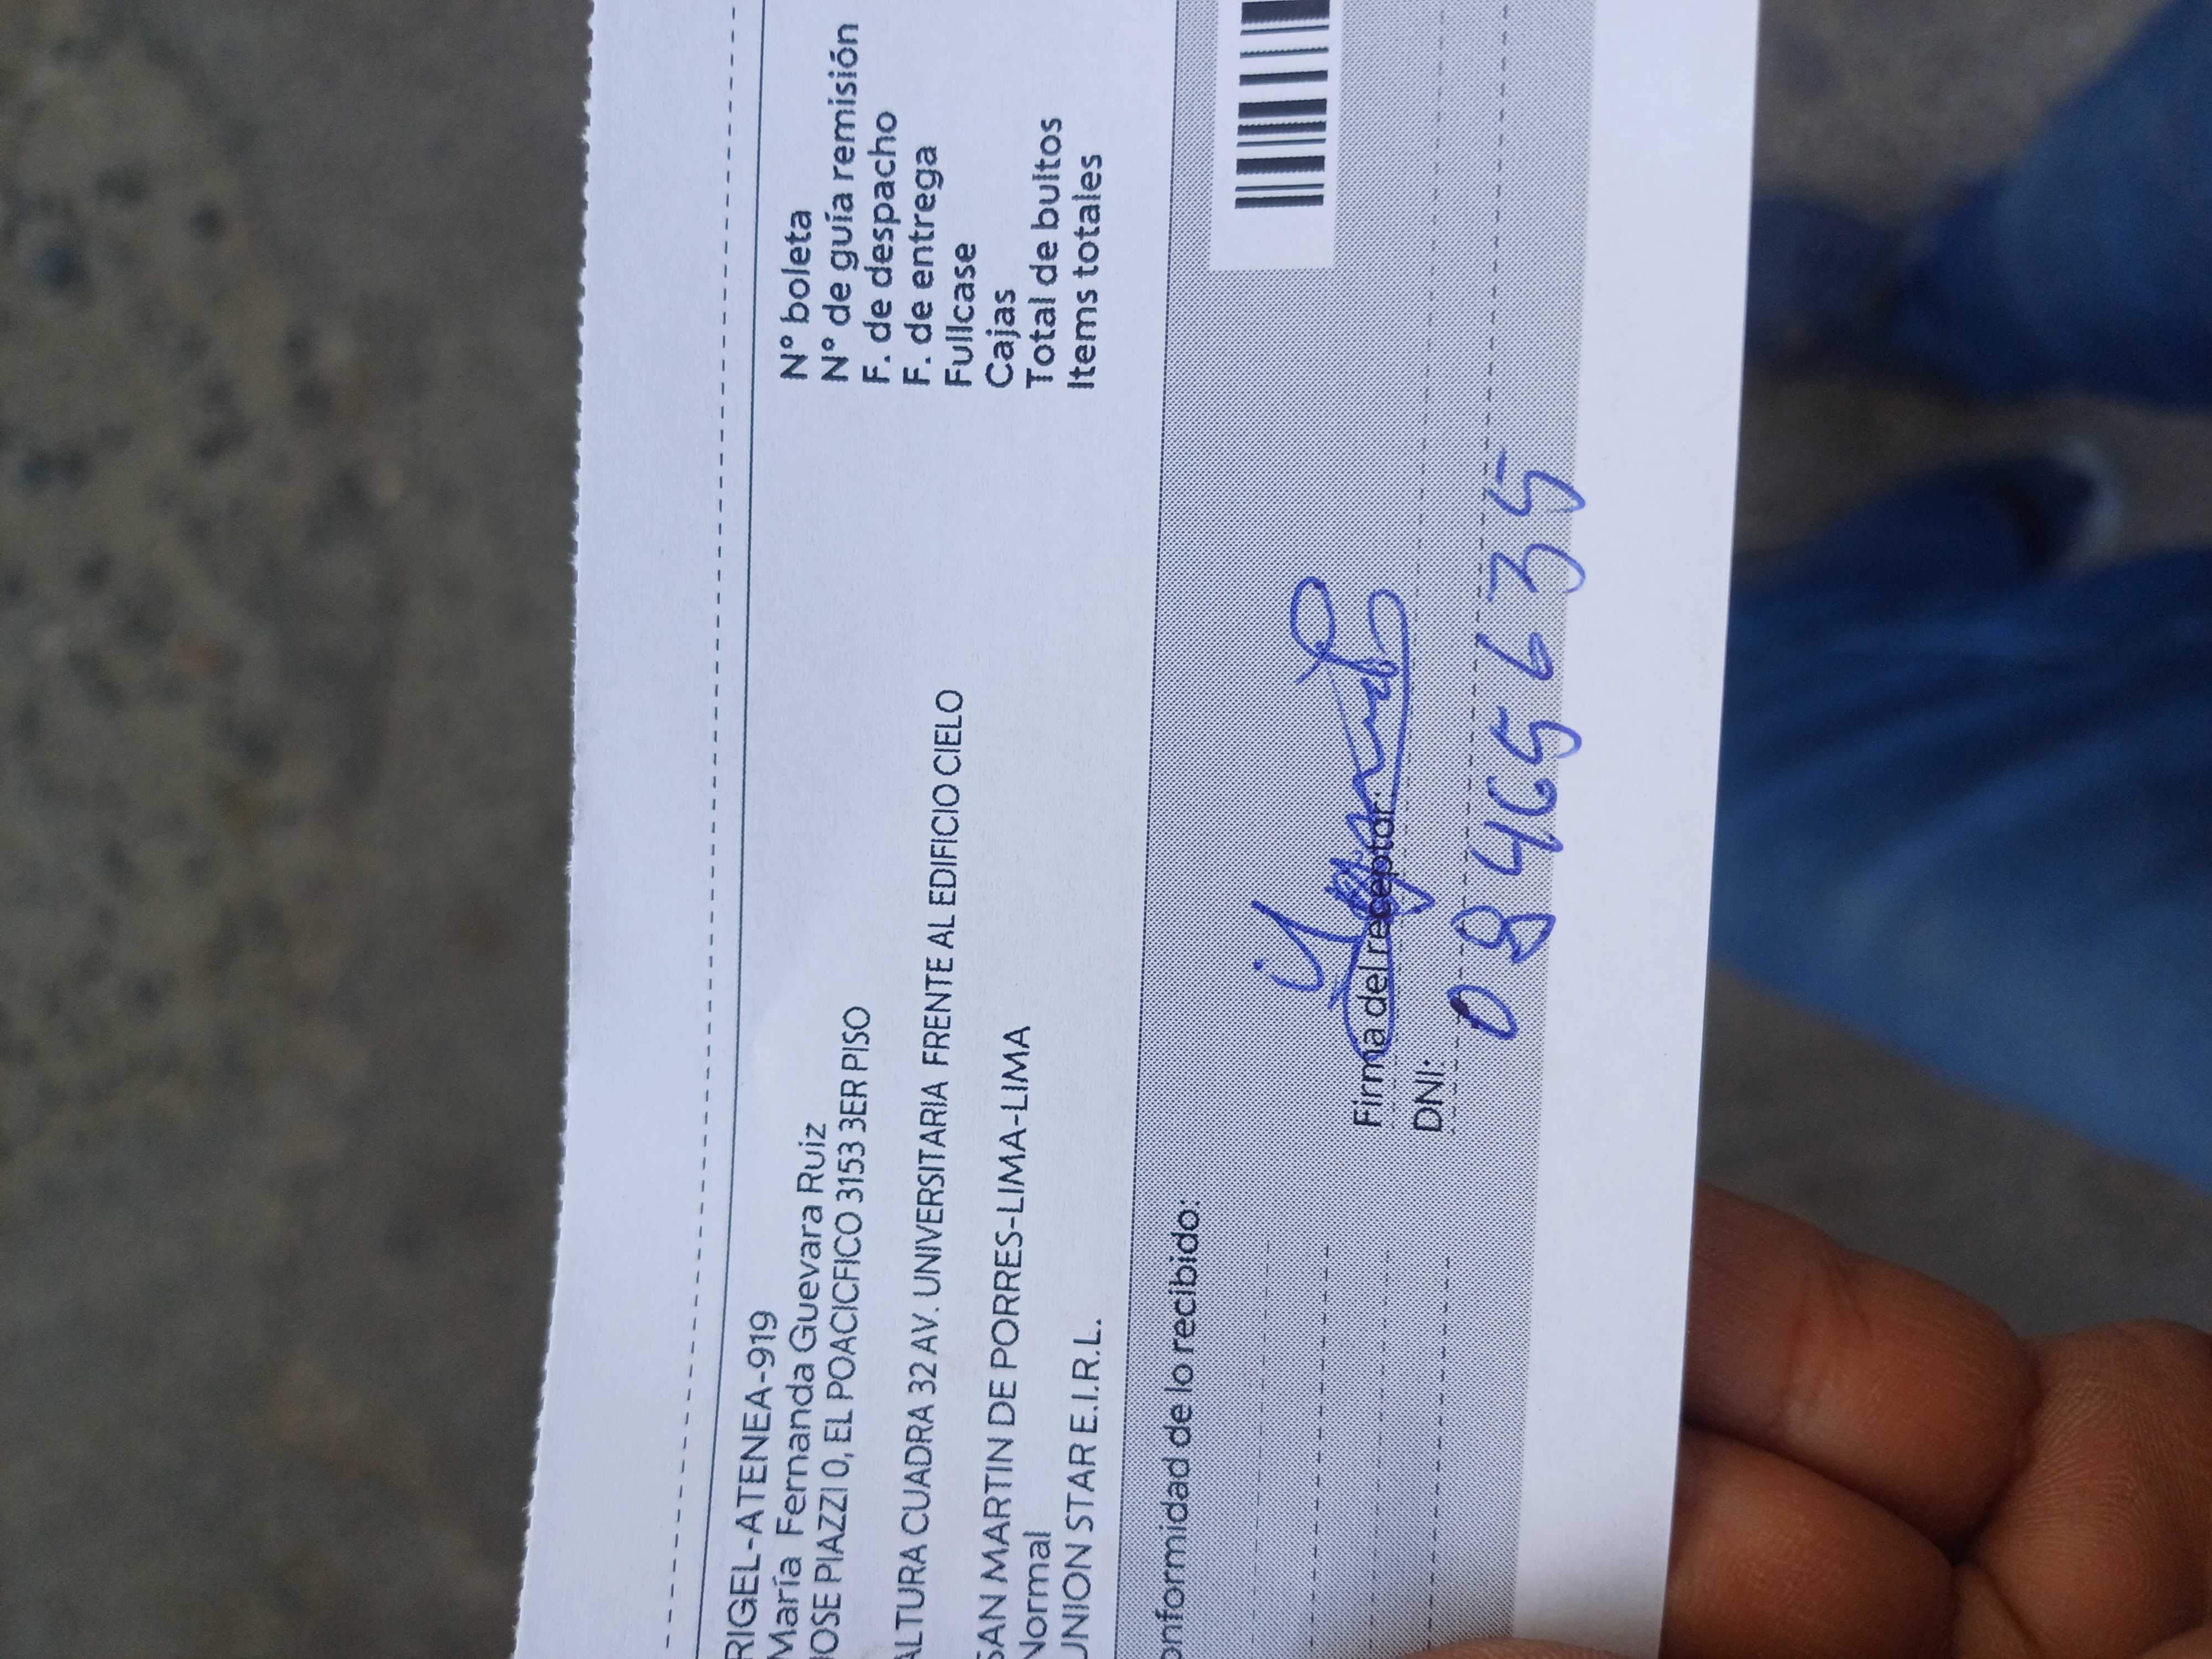 RIGEL-ATENEA-919
María Fernanda Guevara Ruiz
JOSE PIAZZI 0, EL POACICFICO 3153 3ER PISO
ALTURA CUADRA 32 AV. UNIVERSITARIA FRENTE AL EDIFICIO CIELO
SAN MARTIN DE PORRES-LIMA-LIMA
Normal
UNION STAR E.I.R.L.
N° boleta
N° de guía remisión
F. de despacho
F. de entrega
Fullcase
Cajas
Total de bultos
Items totales
onformidad de lo recibido:
Firma del receptor:
DNI: 08465635